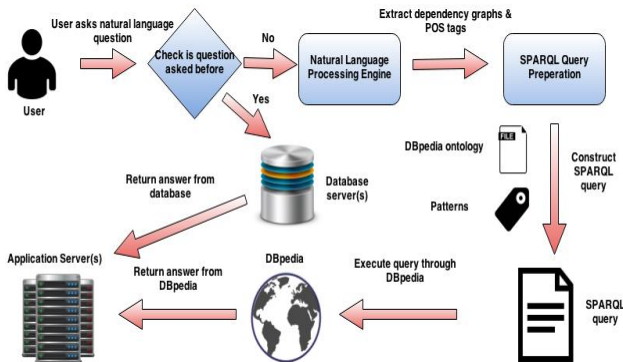 User asks natural language
question
Extract dependency graphs &
POS tags
No
Check is question
asked before
Natural Language
Processing Engine
SPARQL Query
Preperation
User
Yes
FILE
DBpedia ontology
Construct
SPARQL
query
Return answer from
database
Database
server(s)
Patterns
Application Server(s)
Return answer from
DBpedia
DBpedia
Execute query through
DBpedia
SPARQL
query